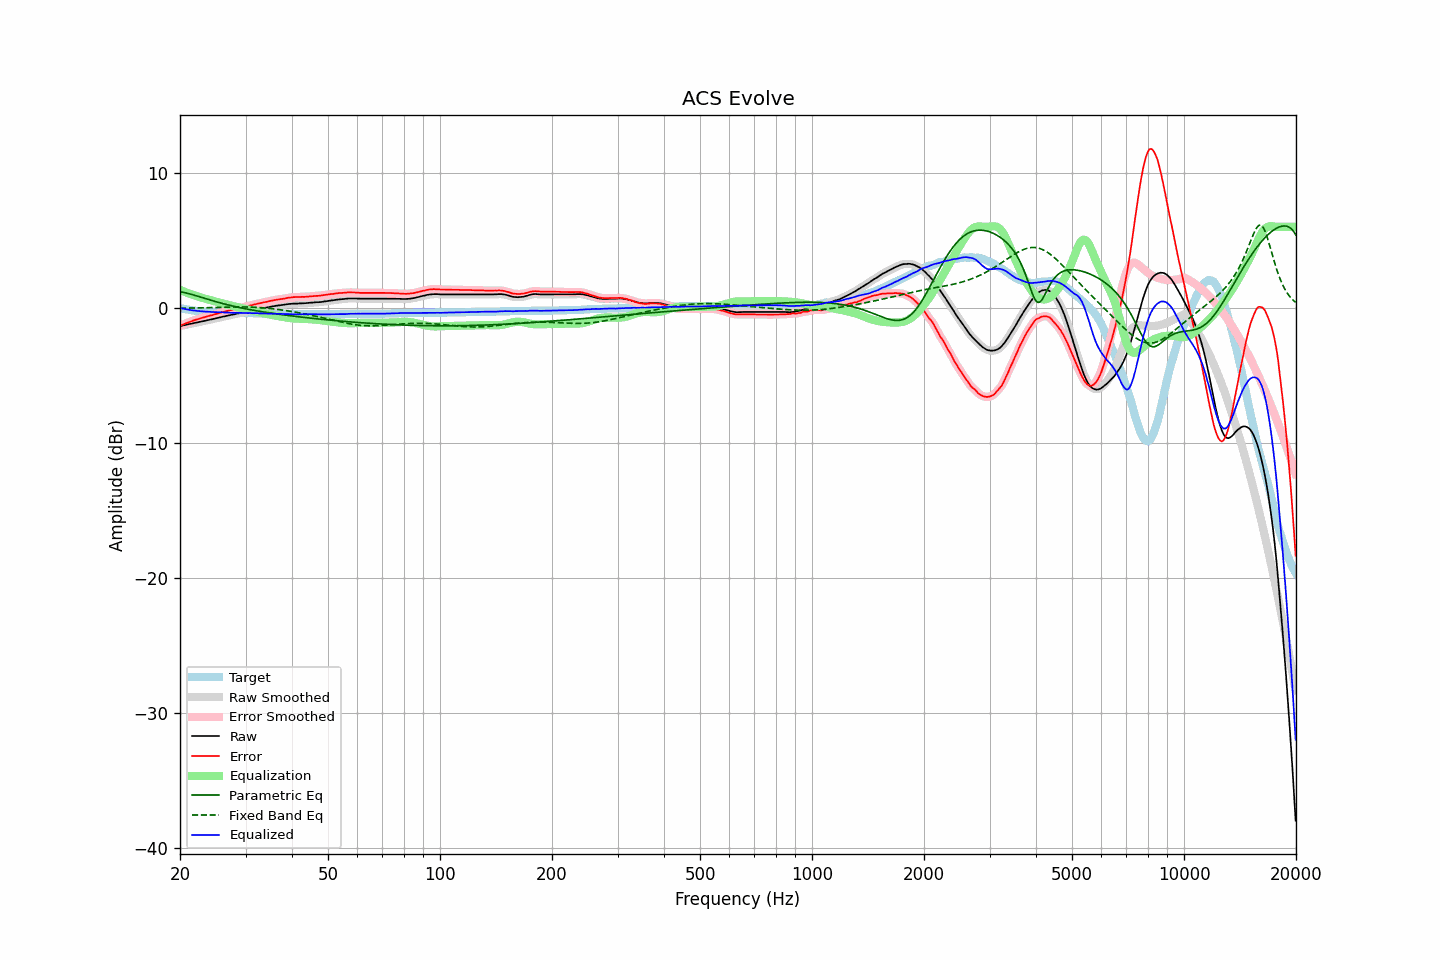 ACS Evolve
Amplitude (dBr)
10
0
−10
−20
−30
−40
Target
Raw Smoothed
Error Smoothed
Raw
Error
Equalization
Parametric Eq
Fixed Band Eq
Equalized
20 50 100 200 500 1000 2000 5000 10000 20000
Frequency (Hz)